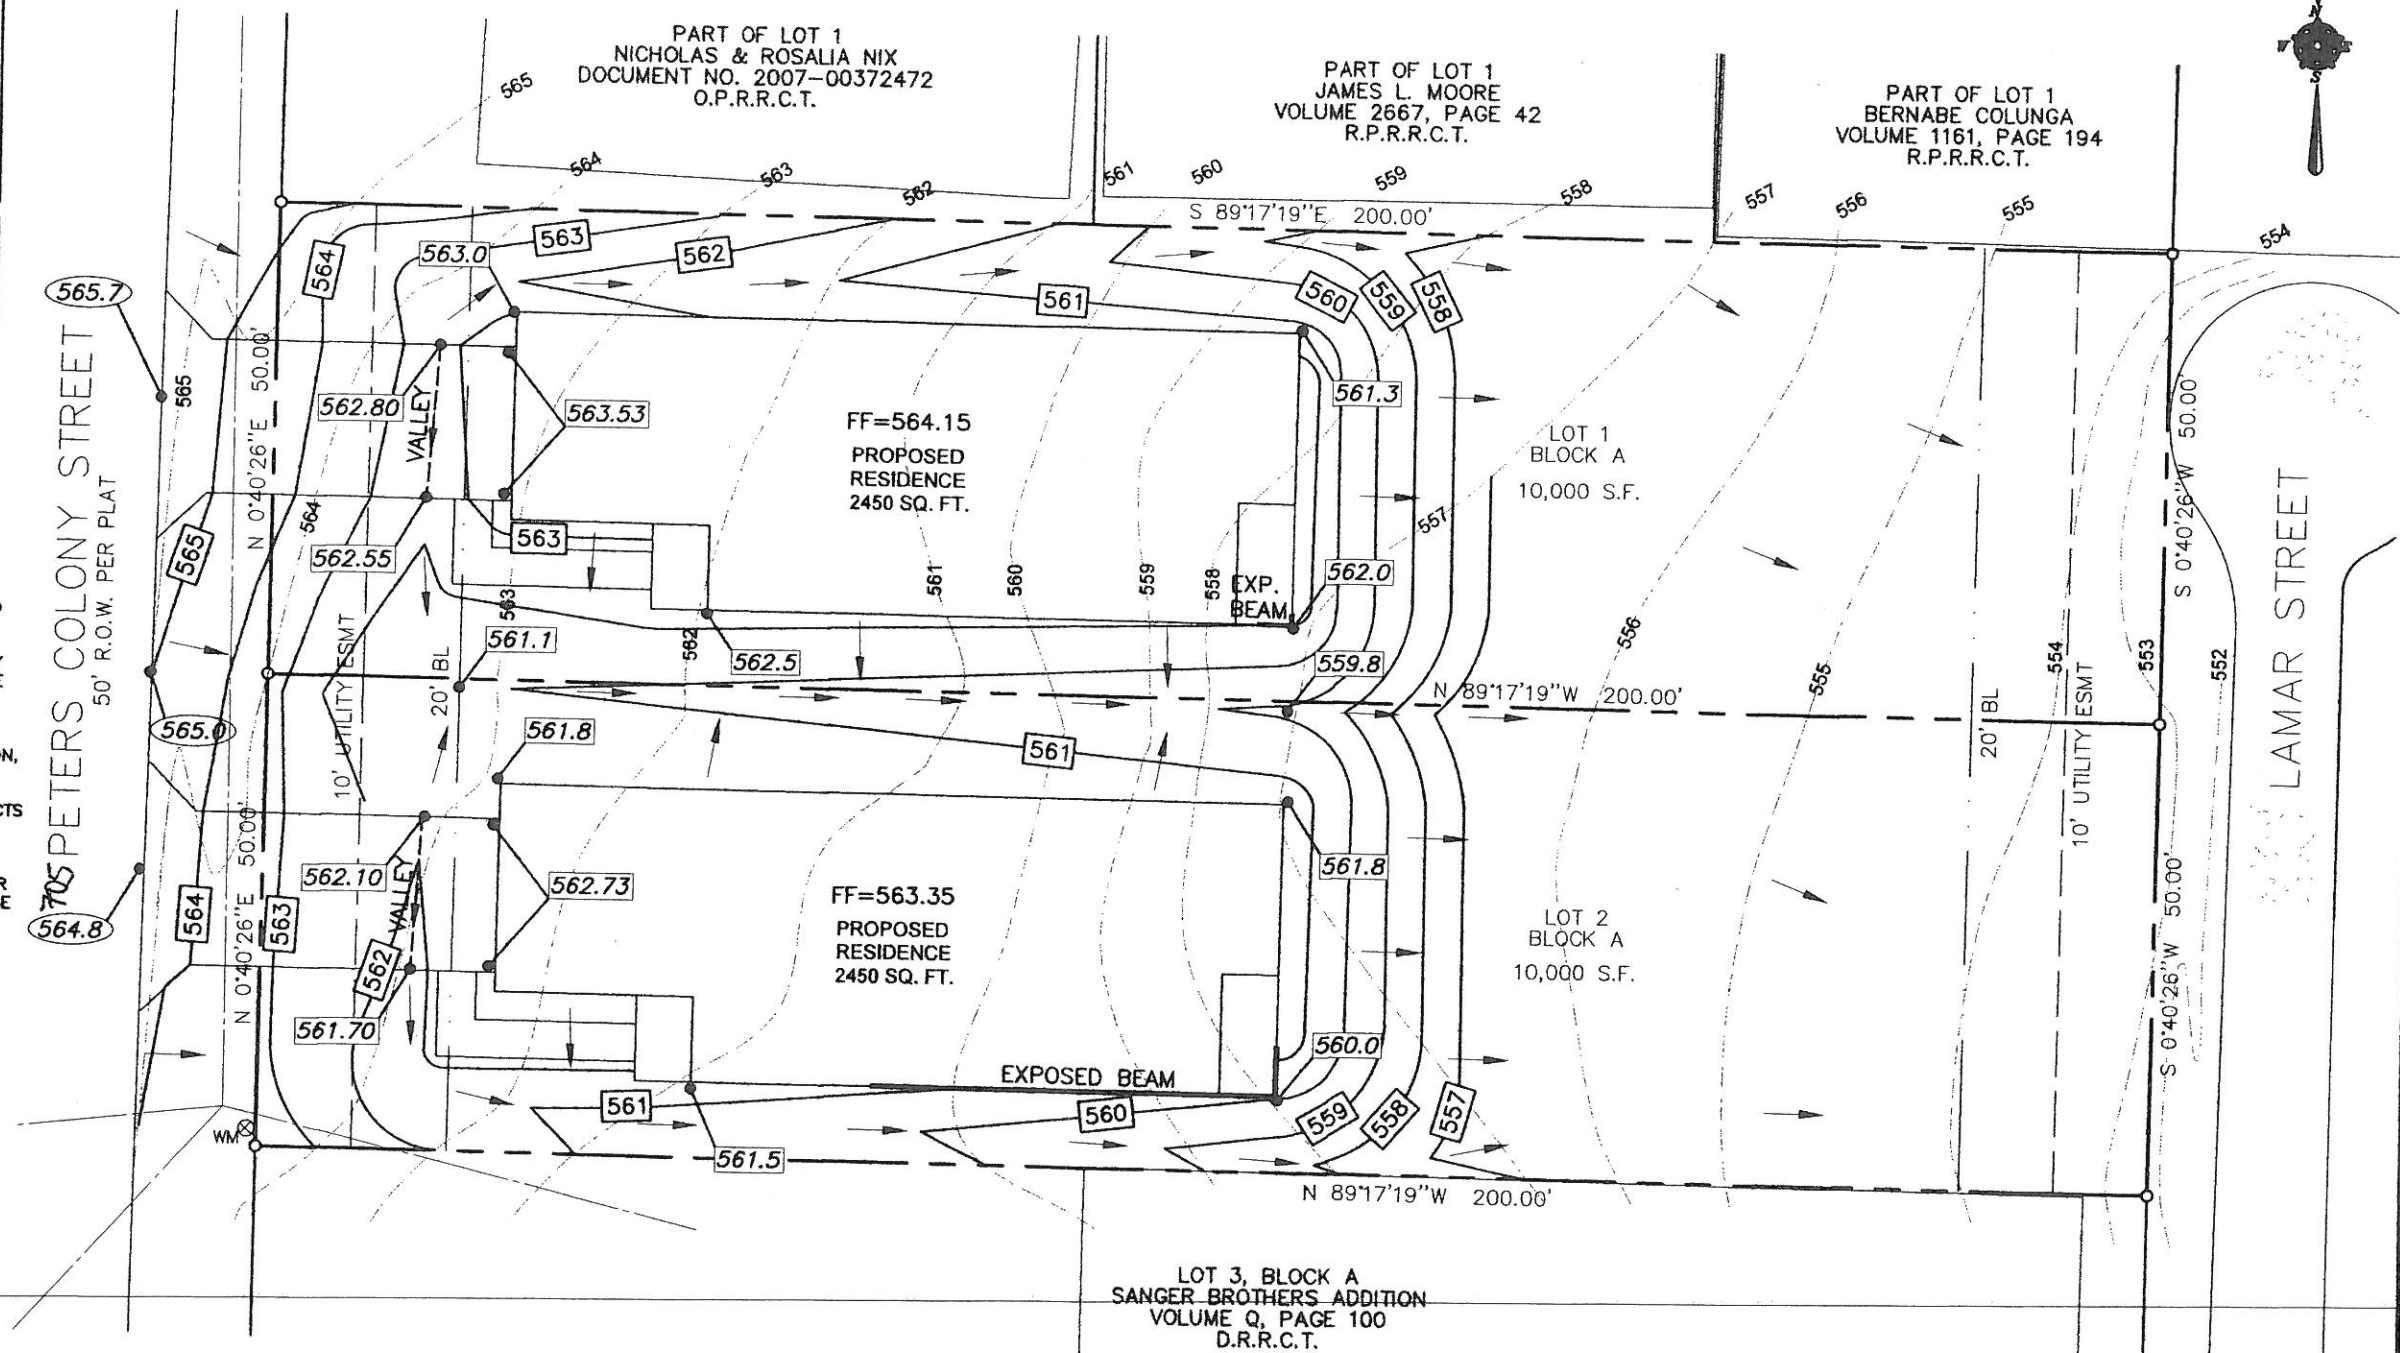 PART OF LOT 1
NICHOLAS & ROSALIA NIX
DOCUMENT NO. 2007-00372472
O.P.R.R.C.T.
PART OF LOT 1
JAMES L. MOORE
VOLUME 2667, PAGE 42
R.P.R.R.C.T.
PART OF LOT 1
BERNABE COLUNGA
VOLUME 1161, PAGE 194
R.P.R.R.C.T.
N
W
E
S
565
564
563
562
561
560
559
558
557
556
555
554
S 89°17'19"E 200.00'
564
563.0
563
562
561
560
559
558
565.7
565
N 0°40'26"E 50.00'
562.80
VALLEY
563.53
FF=564.15
PROPOSED
RESIDENCE
2450 SQ. FT.
561.3
LOT 1
BLOCK A
10,000 S.F.
557
S 0°40'26"W 50.00'
PETERS COLONY STREET
50' R.O.W. PER PLAT
705
LAMAR STREET
565
564
562.55
563
563
561
560
559
558
EXP.
BEAM
562.0
10' UTILITY ESMT
20' BL
561.1
562
562.5
559.8
556
555
554
553
552
N 89°17'19"W 200.00'
20' BL
10' UTILITY ESMT
565.0
561.8
561
ON,
CTS
R
E
N 0°40'26"E 50.00'
562.10
VALLEY
562.73
FF=563.35
PROPOSED
RESIDENCE
2450 SQ. FT.
561.8
LOT 2
BLOCK A
10,000 S.F.
S 0°40'26"W 50.00'
564.8
564
563
562
561.70
560.0
EXPOSED BEAM
561
560
559
558
557
WM
561.5
N 89°17'19"W 200.00'
LOT 3, BLOCK A
SANGER BROTHERS ADDITION
VOLUME Q, PAGE 100
D.R.R.C.T.